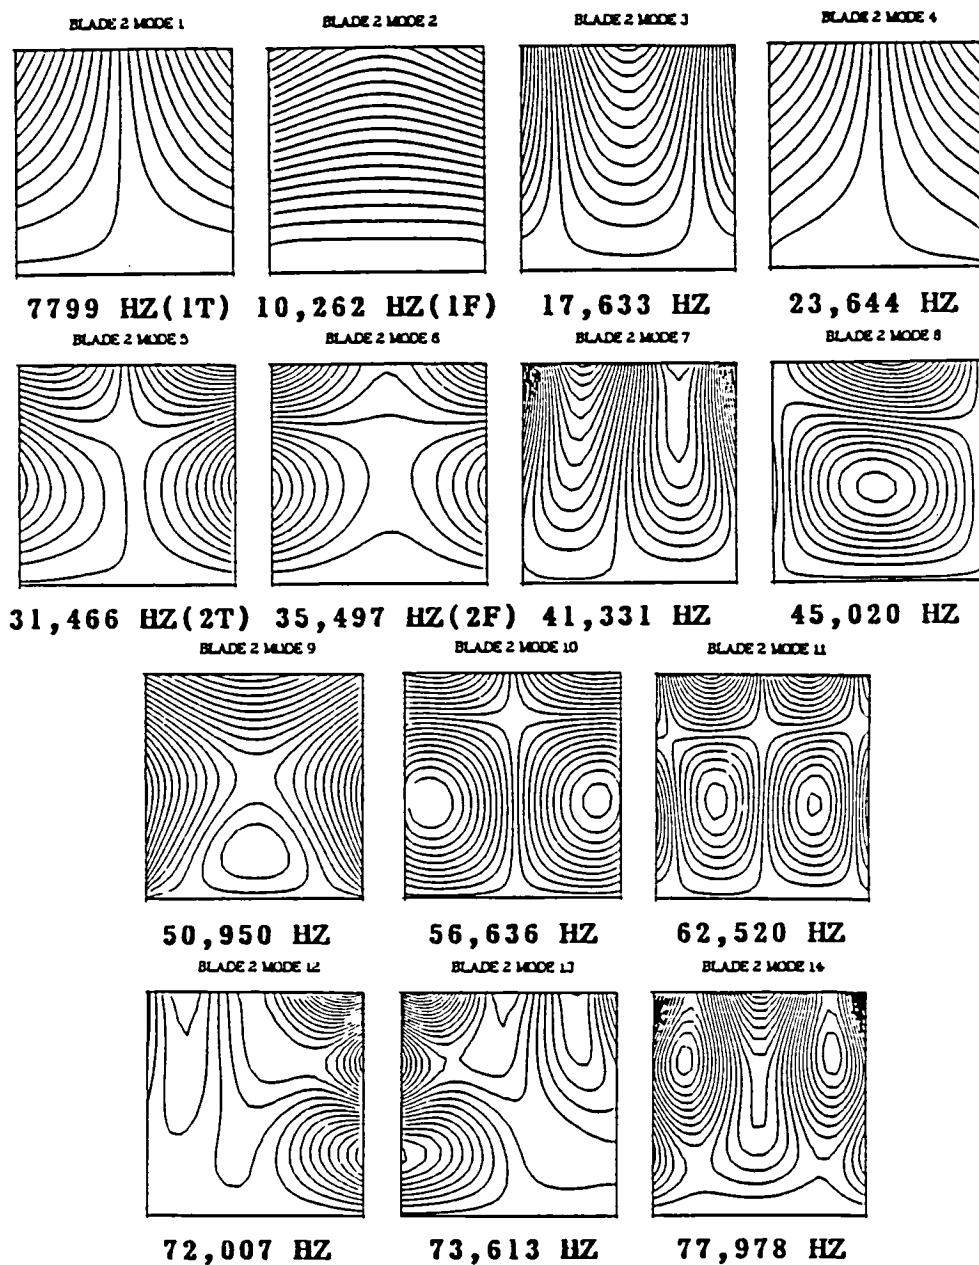 BLADE 2 MODE 1
BLADE 2 MODE 2
BLADE 2 MODE 3
BLADE 2 MODE 4
7799 HZ(1T)
10,262 HZ(1F)
17,633 HZ
23,644 HZ
BLADE 2 MODE 5
BLADE 2 MODE 6
BLADE 2 MODE 7
BLADE 2 MODE 8
31,466 HZ(2T)
35,497 HZ(2F)
41,331 HZ
45,020 HZ
BLADE 2 MODE 9
BLADE 2 MODE 10
BLADE 2 MODE 11
50,950 HZ
56,636 HZ
62,520 HZ
BLADE 2 MODE 12
BLADE 2 MODE 13
BLADE 2 MODE 14
72,007 HZ
73,613 HZ
77,978 HZ